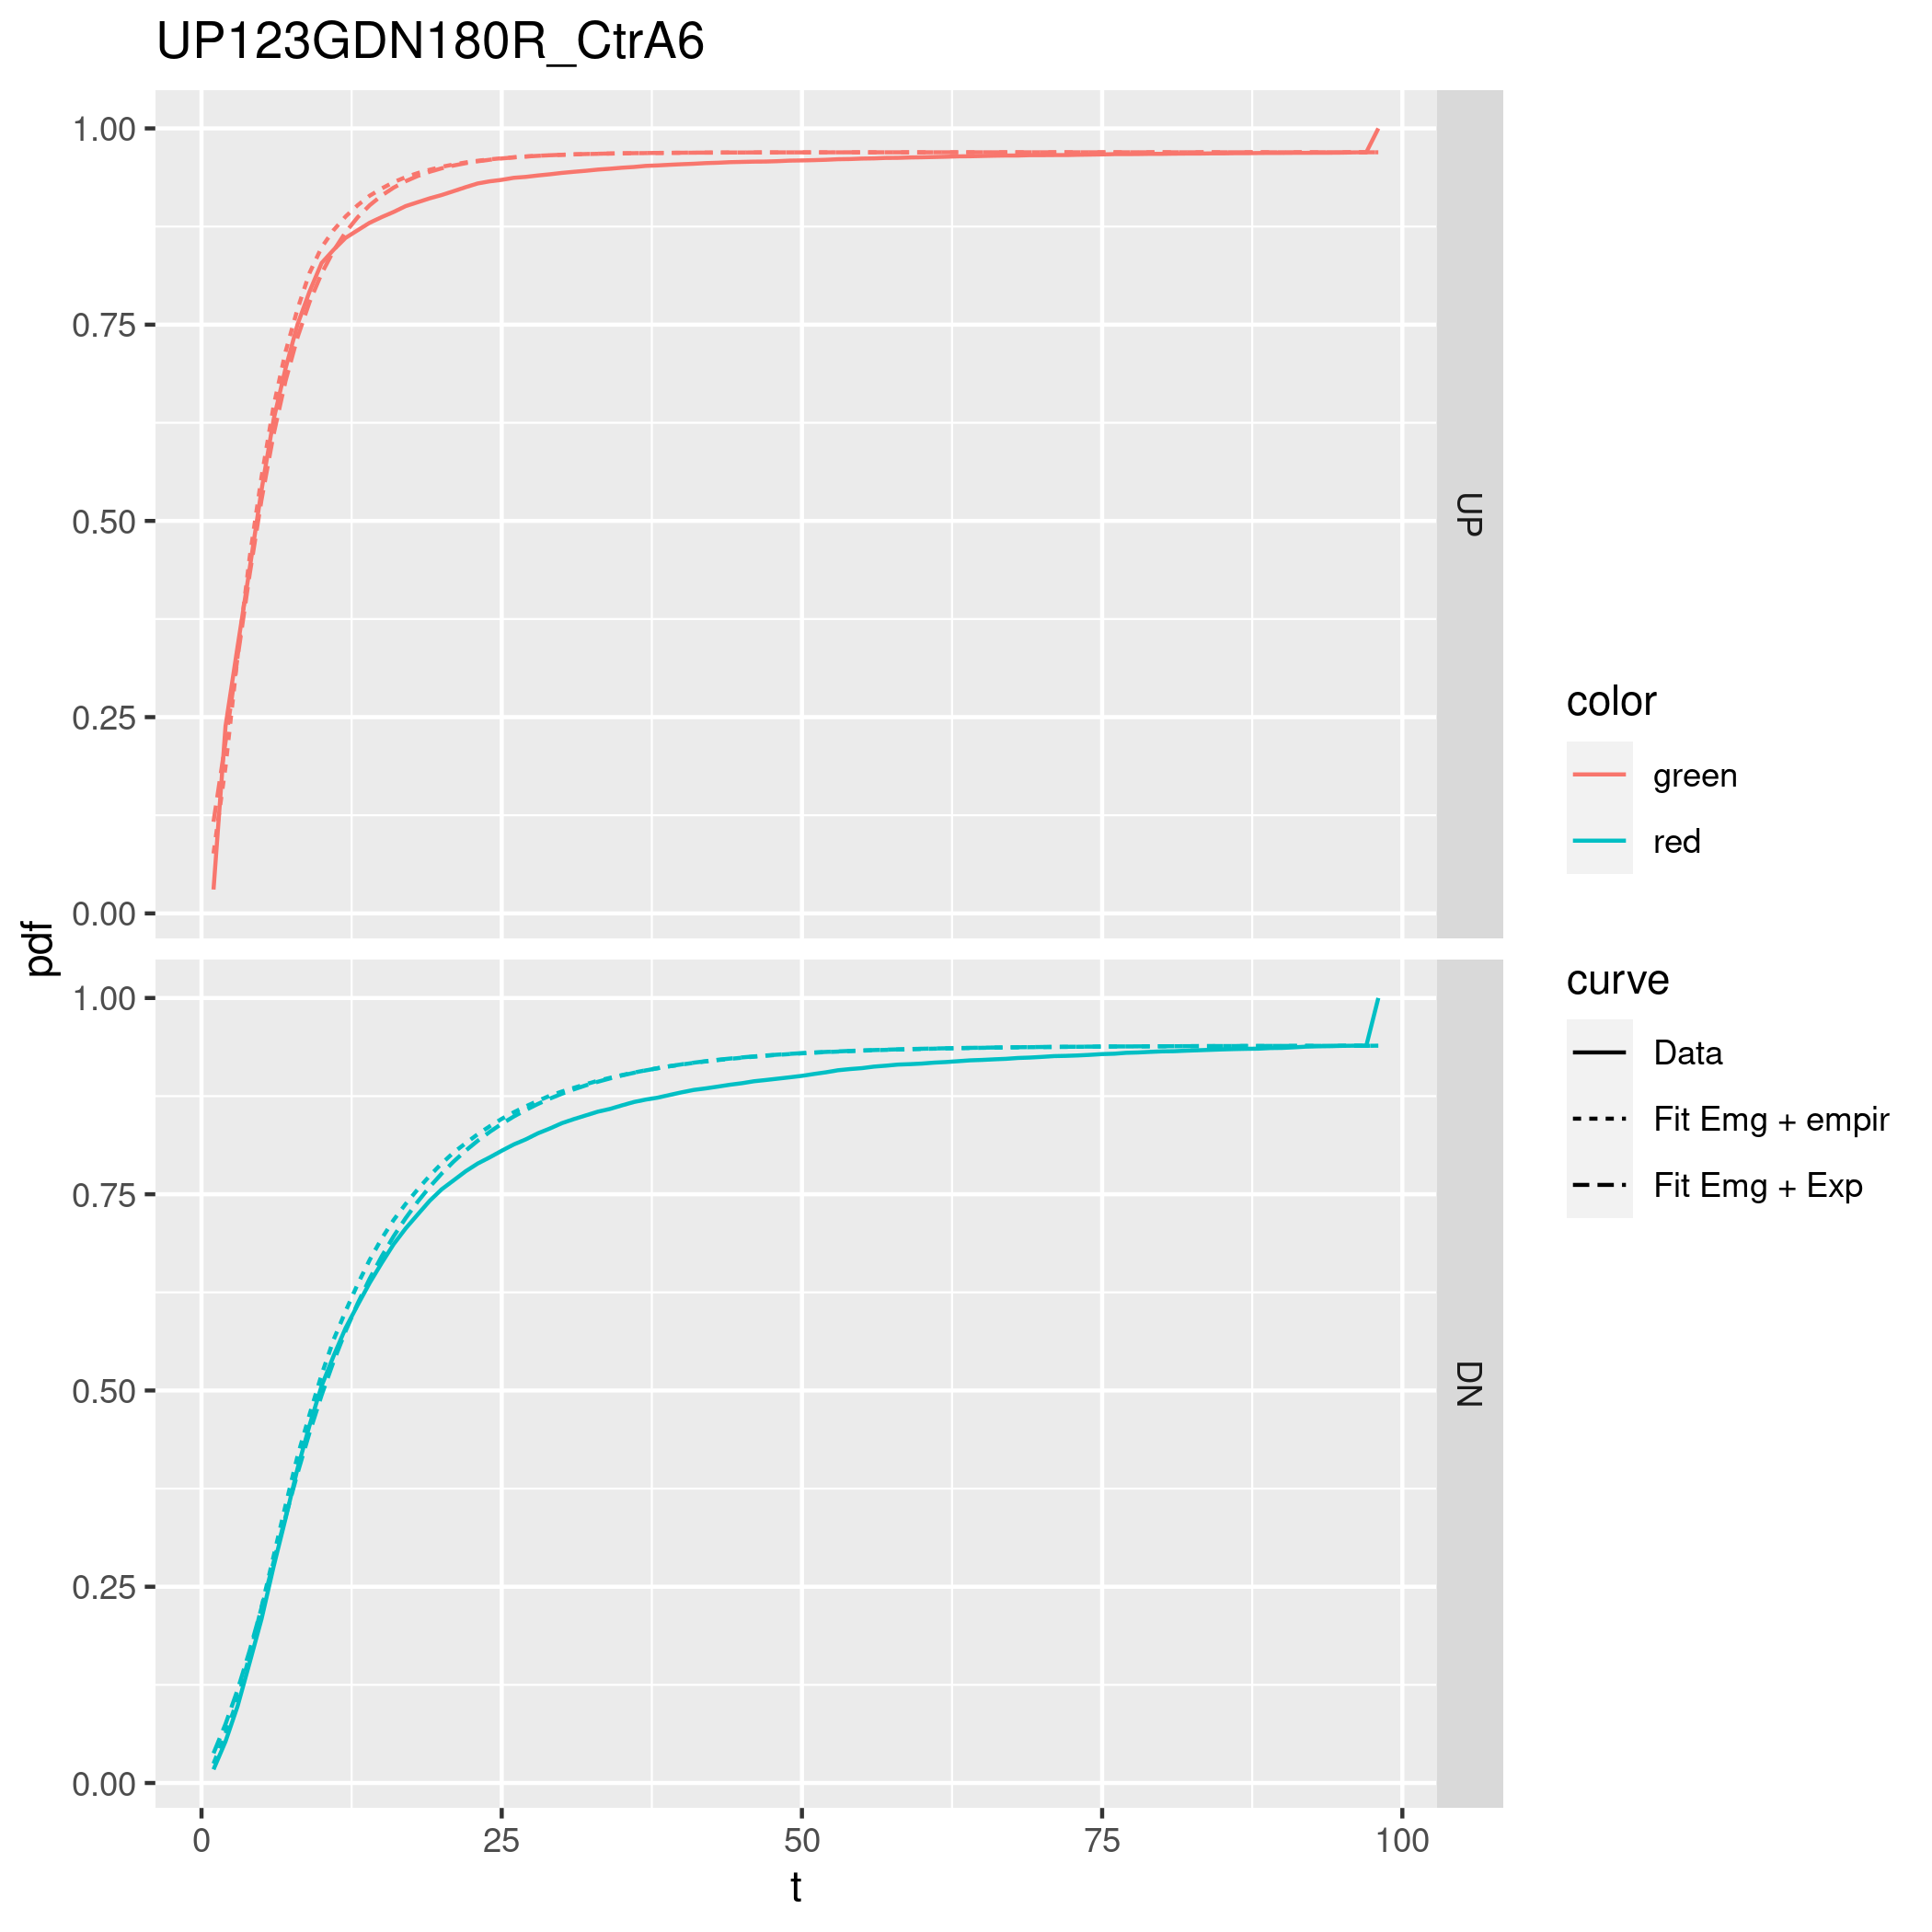 UP123GDN180R_CtrA6
1.00
0.75
0.50
0.25
0.00
UP
1.00
0.75
0.50
0.25
0.00
DN
pdf
0 25 50 75 100
t
color
green
red
curve
Data
Fit Emg + empir
Fit Emg + Exp